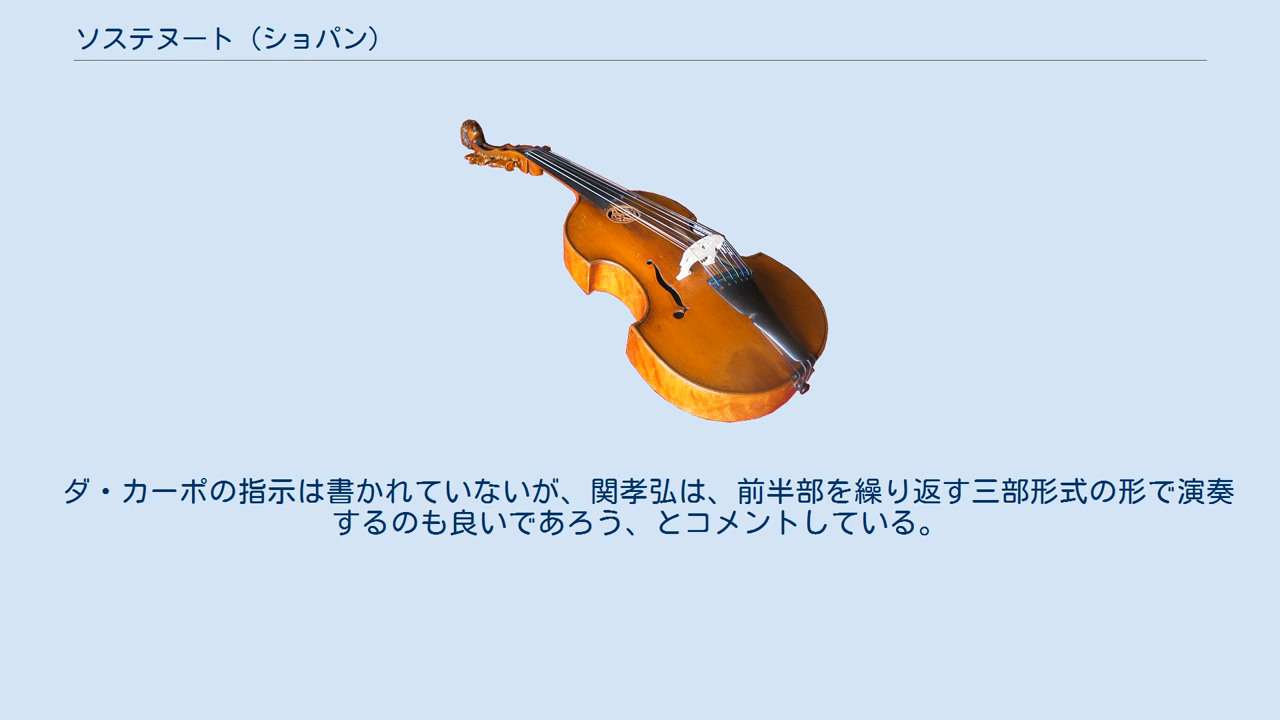 ソステヌート（ショパン）
ダ・カーポの指示は書かれていないが、関孝弘は、前半部を繰り返す三部形式の形で演奏
するのも良いであろう、とコメントしている。